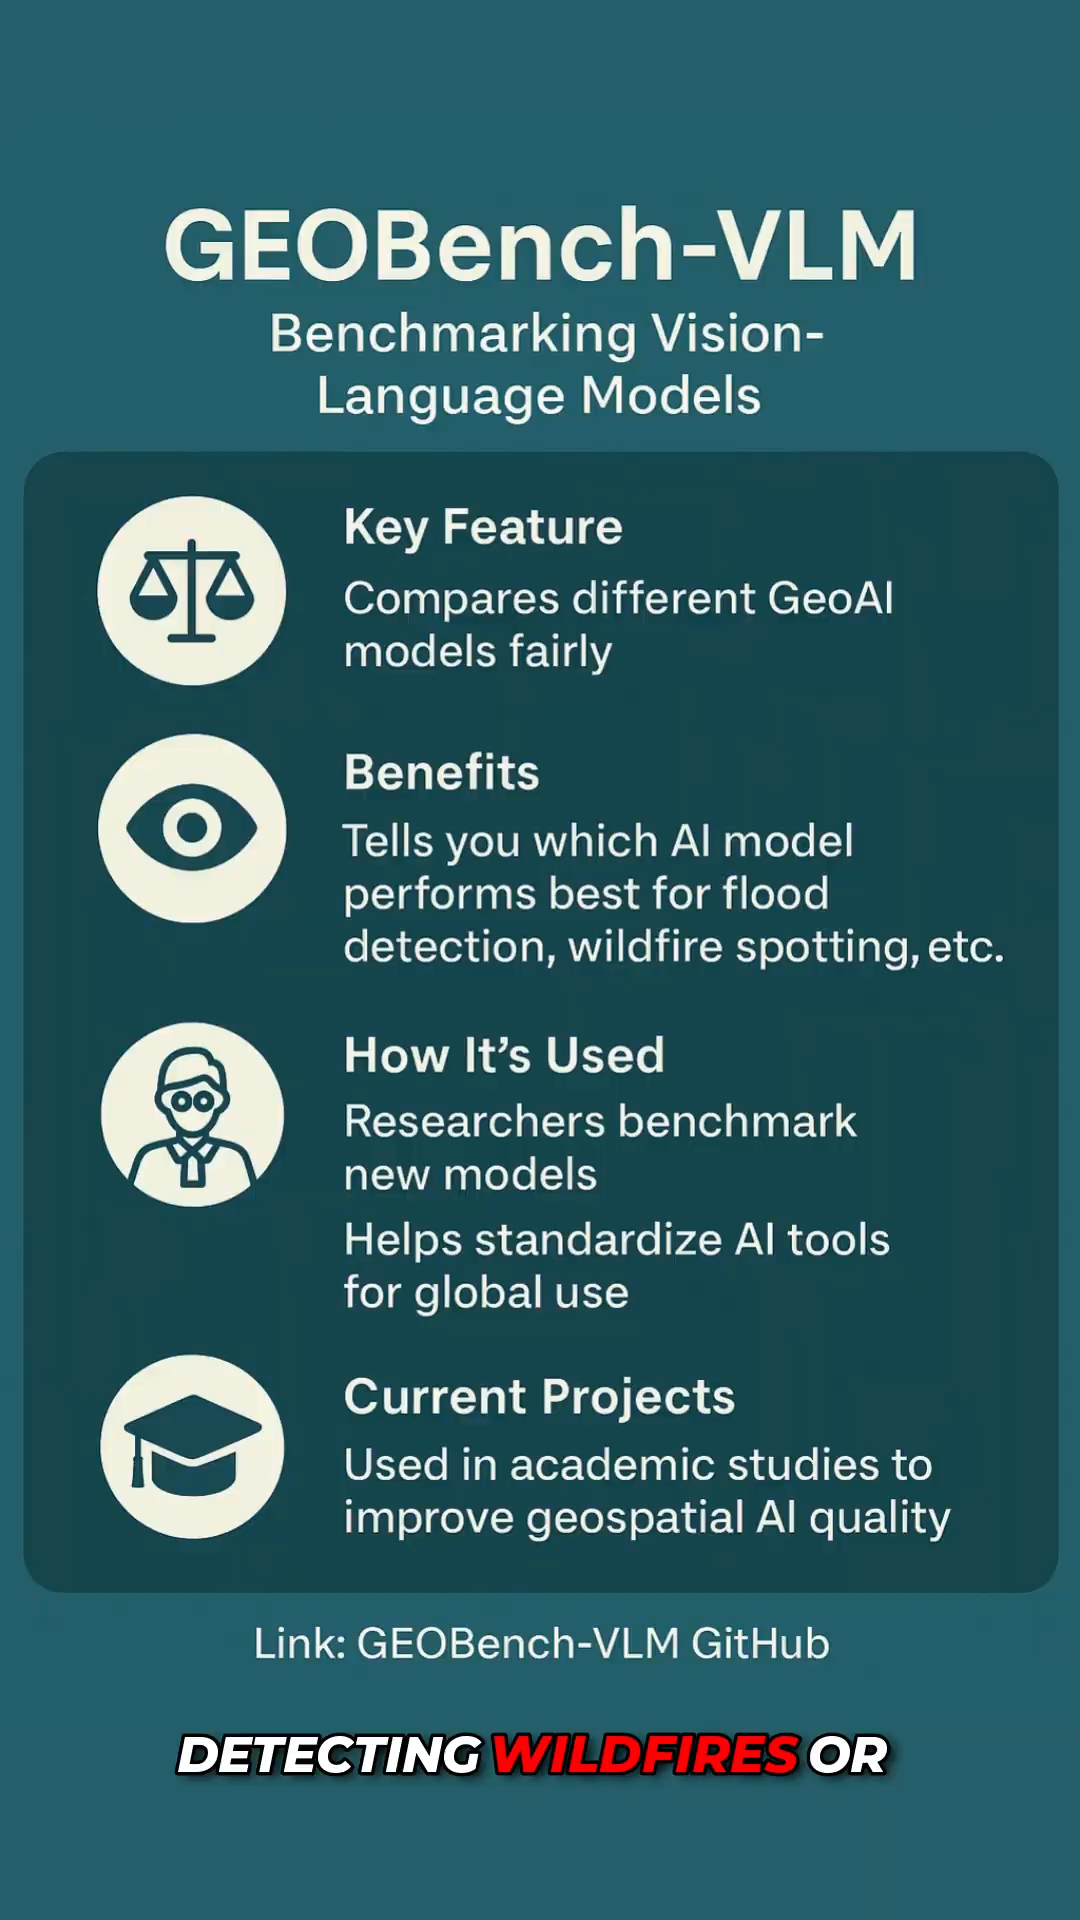 GEOBench-VLM
Benchmarking Vision-
Language Models
Key Feature
Compares different GeoAI
models fairly
Benefits
Tells you which AI model
performs best for flood
detection, wildfire spotting, etc.
How It’s Used
Researchers benchmark
new models
Helps standardize AI tools
for global use
Current Projects
Used in academic studies to
improve geospatial AI quality
Link: GEOBench-VLM GitHub
DETECTING WILDFIRES OR